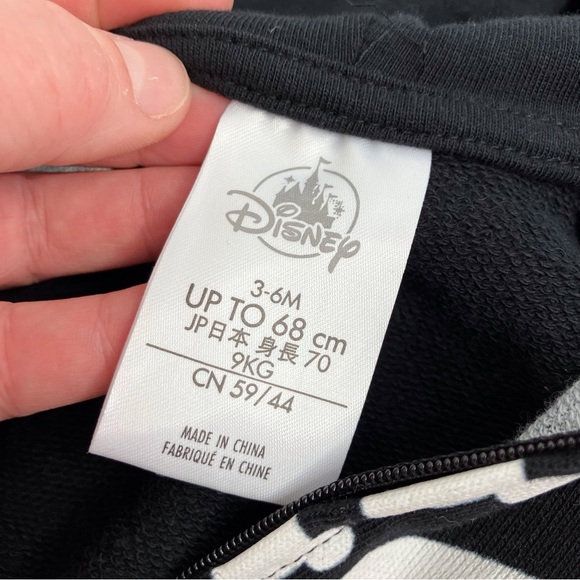 Disney
3-6M
UP TO 68 cm
JP日本 身長 70
9KG
CN 59/44
MADE IN CHINA
FABRIQUÉ EN CHINE